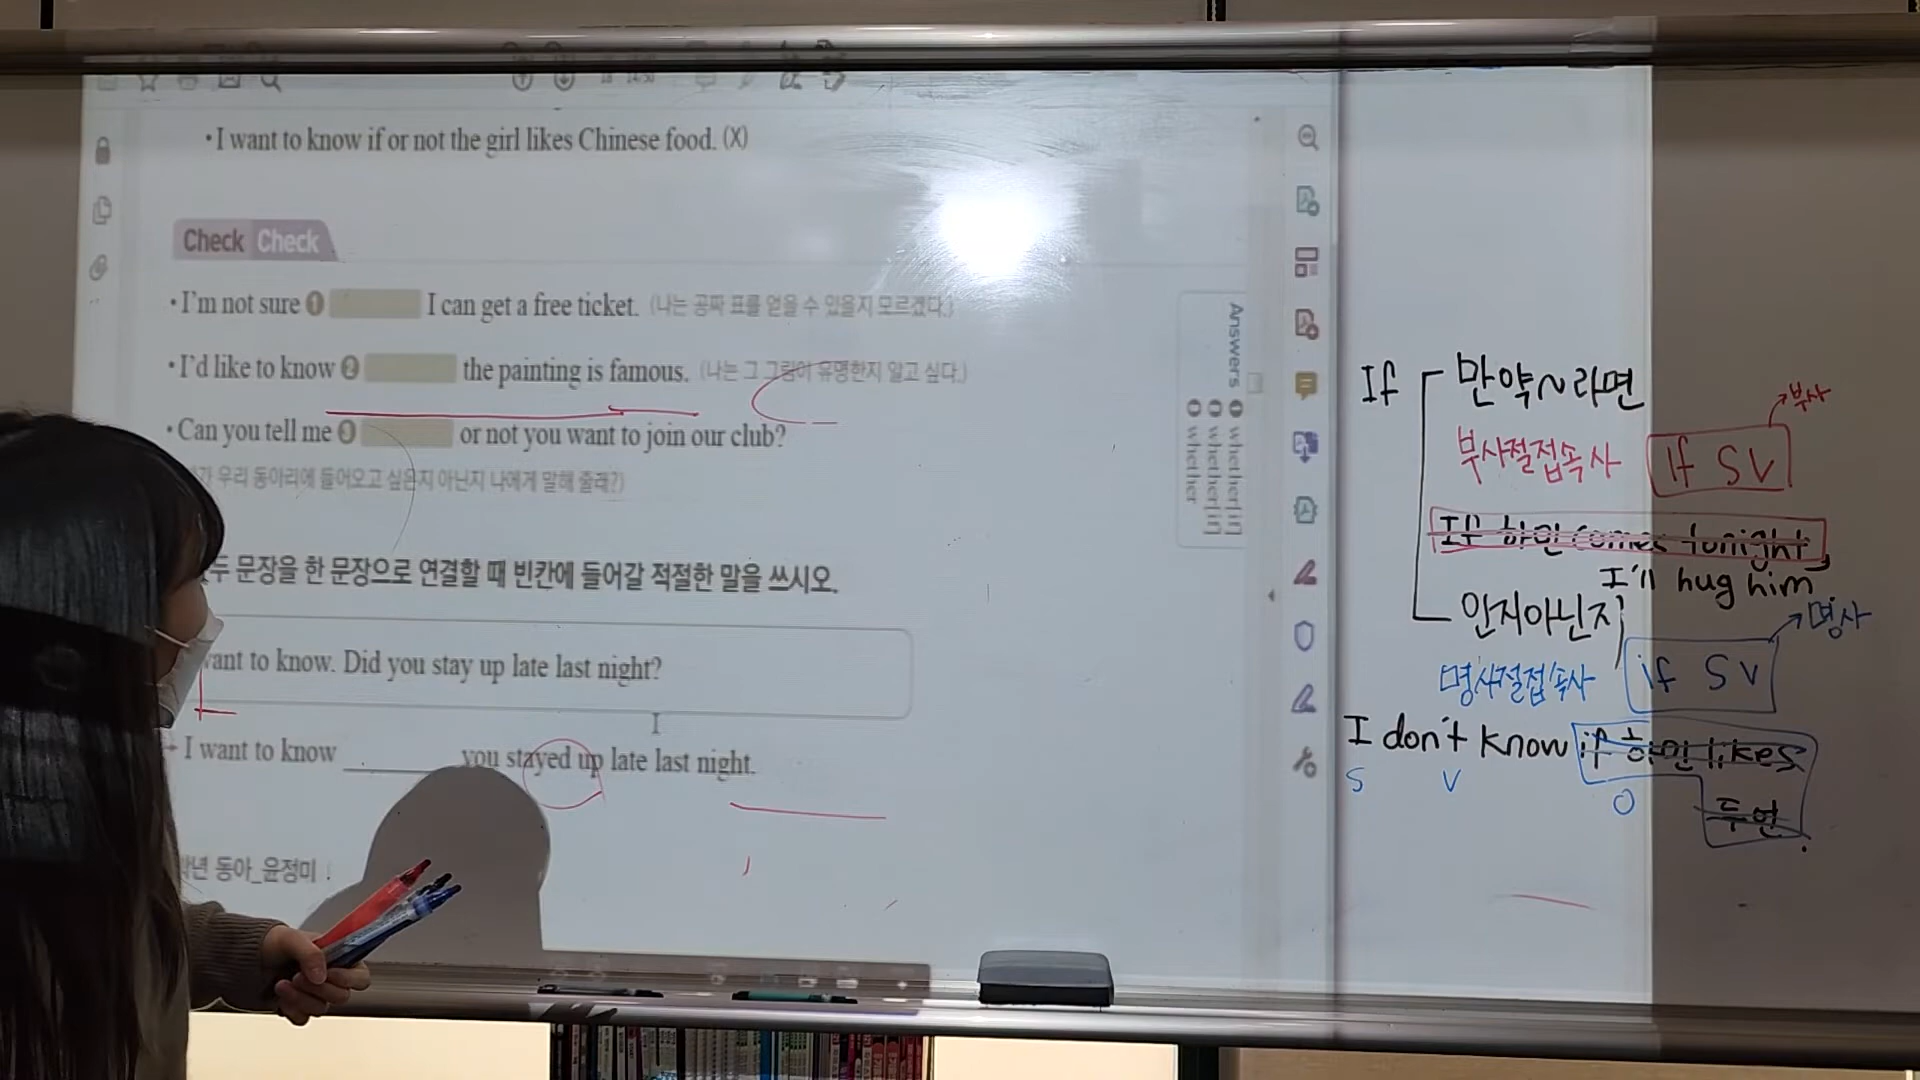 •I want to know if or not the girl likes Chinese food. (X)
Check Check
•I'm not sure ❶ I can get a free ticket. (나는 공짜 표를 얻을 수 있을지 모르겠다.)
•I'd like to know ❷ the painting is famous. (나는 그 그림이 유명한지 알고 싶다.)
•Can you tell me ❸ or not you want to join our club?
가 우리 동아리에 들어오고 싶은지 아닌지 나에게 말해 줄래?)
Answers
❶ whether[if]
❷ whether[if]
❸ whether
두 문장을 한 문장으로 연결할 때 빈칸에 들어갈 적절한 말을 쓰시오.
want to know. Did you stay up late last night?
I want to know ________ you stayed up late last night.
학년 동아_윤정미
If 만약~라면
부사절접속사 If SV →부사
If 하민 comes tonight,
I'll hug him
인지아닌지
명사절접속사 if SV →명사
I don't know if 하민 likes
두언.
S V O